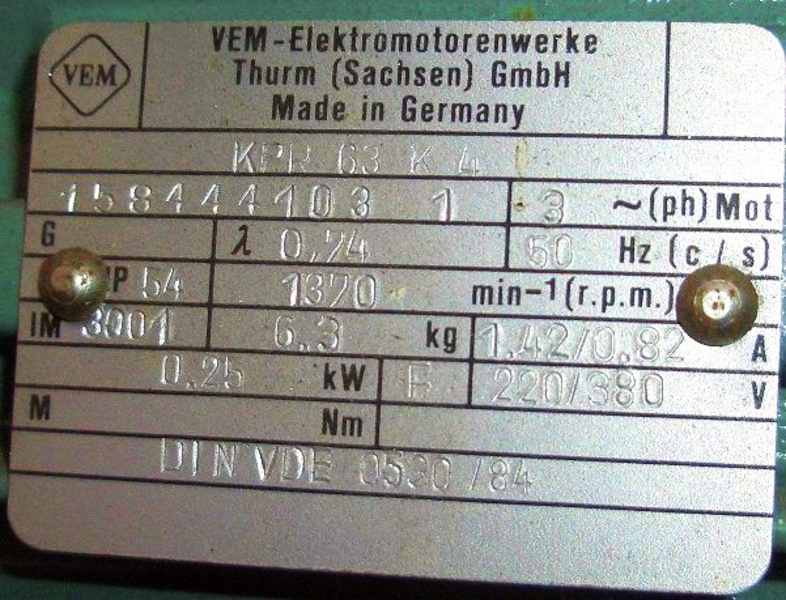 VEM
VEM-Elektromotorenwerke
Thurm (Sachsen) GmbH
Made in Germany
KPR 63 K 4
158444103 1 3 ~(ph) Mot
G λ 0,74 50 Hz (c/s)
IP 54 1370 min-1 (r.p.m.)
IM 3001 6.3 kg 1.42/0.82 A
0.25 kW 220/380 V
M Nm
DIN VDE 0530 /84